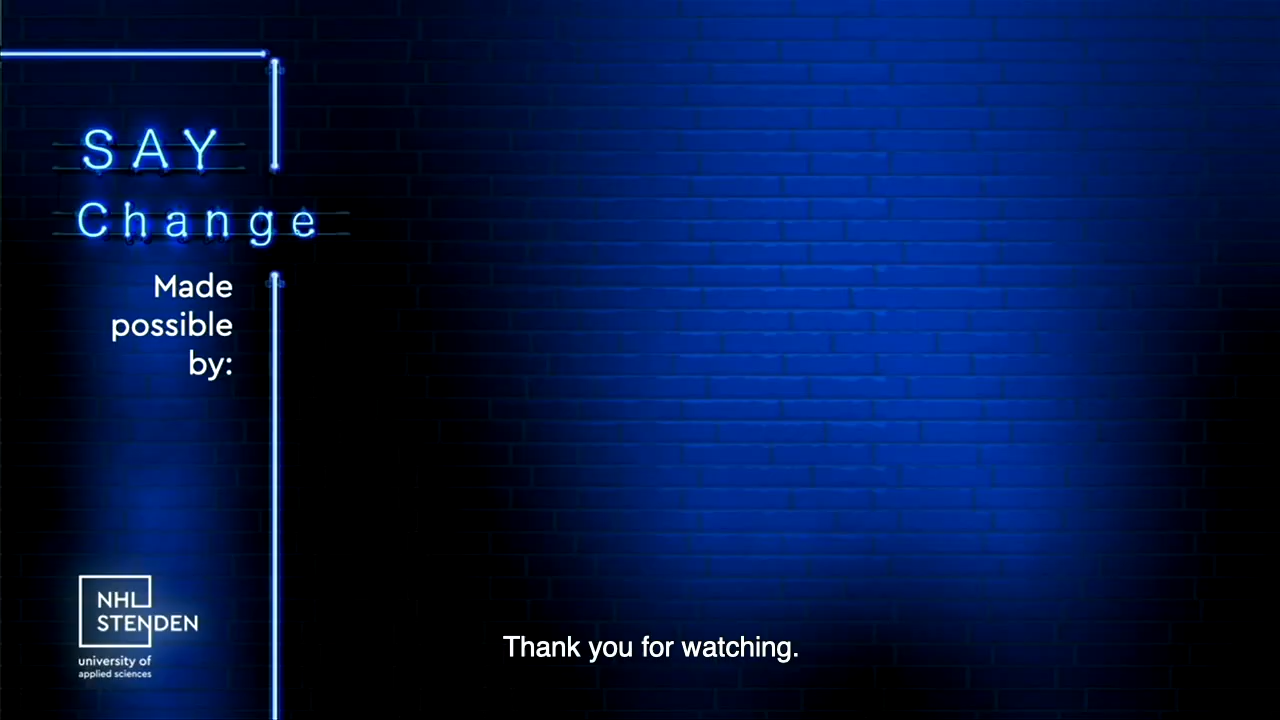 SAY
Change
Made
possible
by:
NHL
STENDEN
university of
applied sciences
Thank you for watching.